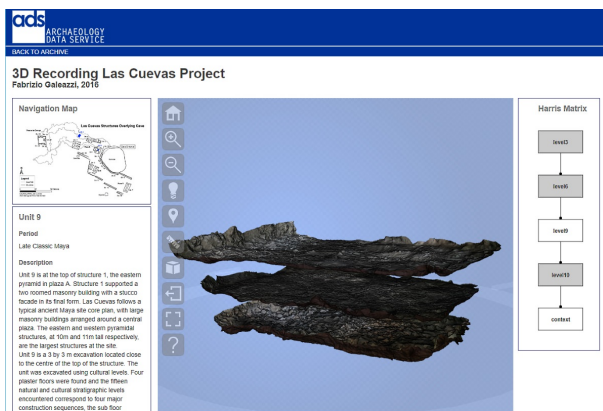 ads
ARCHAEOLOGY
DATA SERVICE
BACK TO ARCHIVE
3D Recording Las Cuevas Project
Fabrizio Galeazzi, 2016
Navigation Map
Las Cuevas Structures Overlying Cave
Unit 9
Period
Late Classic Maya
Description
Unit 9 is at the top of structure 1, the eastern
pyramid in plaza A. Structure 1 supported a
two roomed masonry building with a stucco
facade in its final form. Las Cuevas follows a
typical ancient Maya site core plan, with large
masonry buildings arranged around a central
plaza. The eastern and western pyramidal
structures, at 10m and 11m tall respectively,
are the largest structures at the site.
Unit 9 is a 3 by 3 m excavation located close
to the centre of the top of the structure. The
unit was excavated using cultural levels. Four
plaster floors were found and the fifteen
natural and cultural stratigraphic levels
encountered correspond to four major
construction sequences, the sub floor
?
Harris Matrix
level3
level6
level9
level10
context